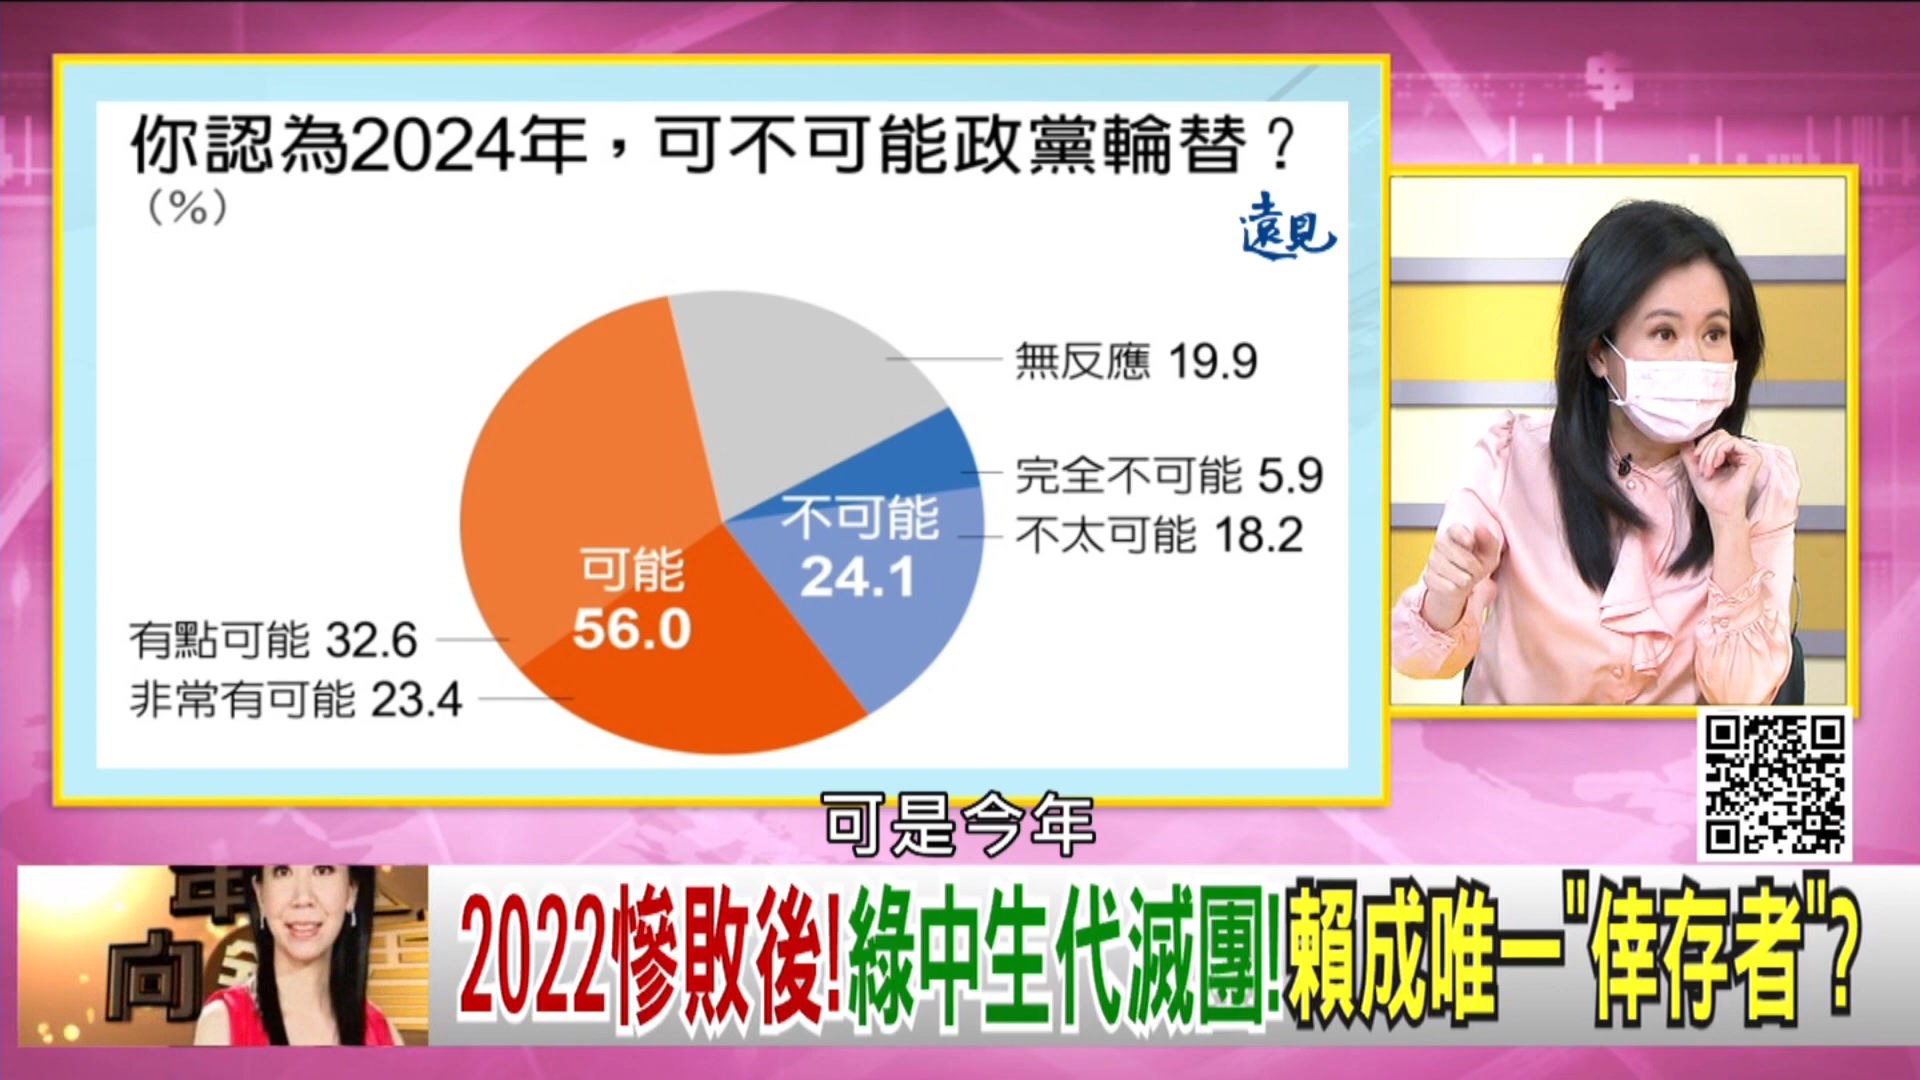 你認為2024年，可不可能政黨輪替？
（%）
遠見
無反應 19.9
完全不可能 5.9
不可能
24.1
不太可能 18.2
可能
56.0
有點可能 32.6
非常有可能 23.4
可是今年
年
向
2022慘敗後!綠中生代滅團!賴成唯一"倖存者"?